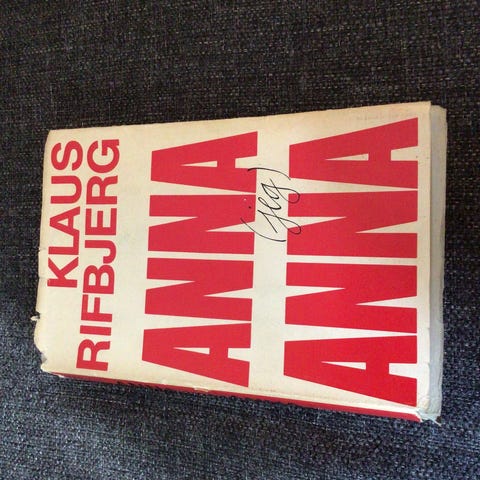 KLAUS
RIFBJERG
ANNA
(jeg)
ANNA